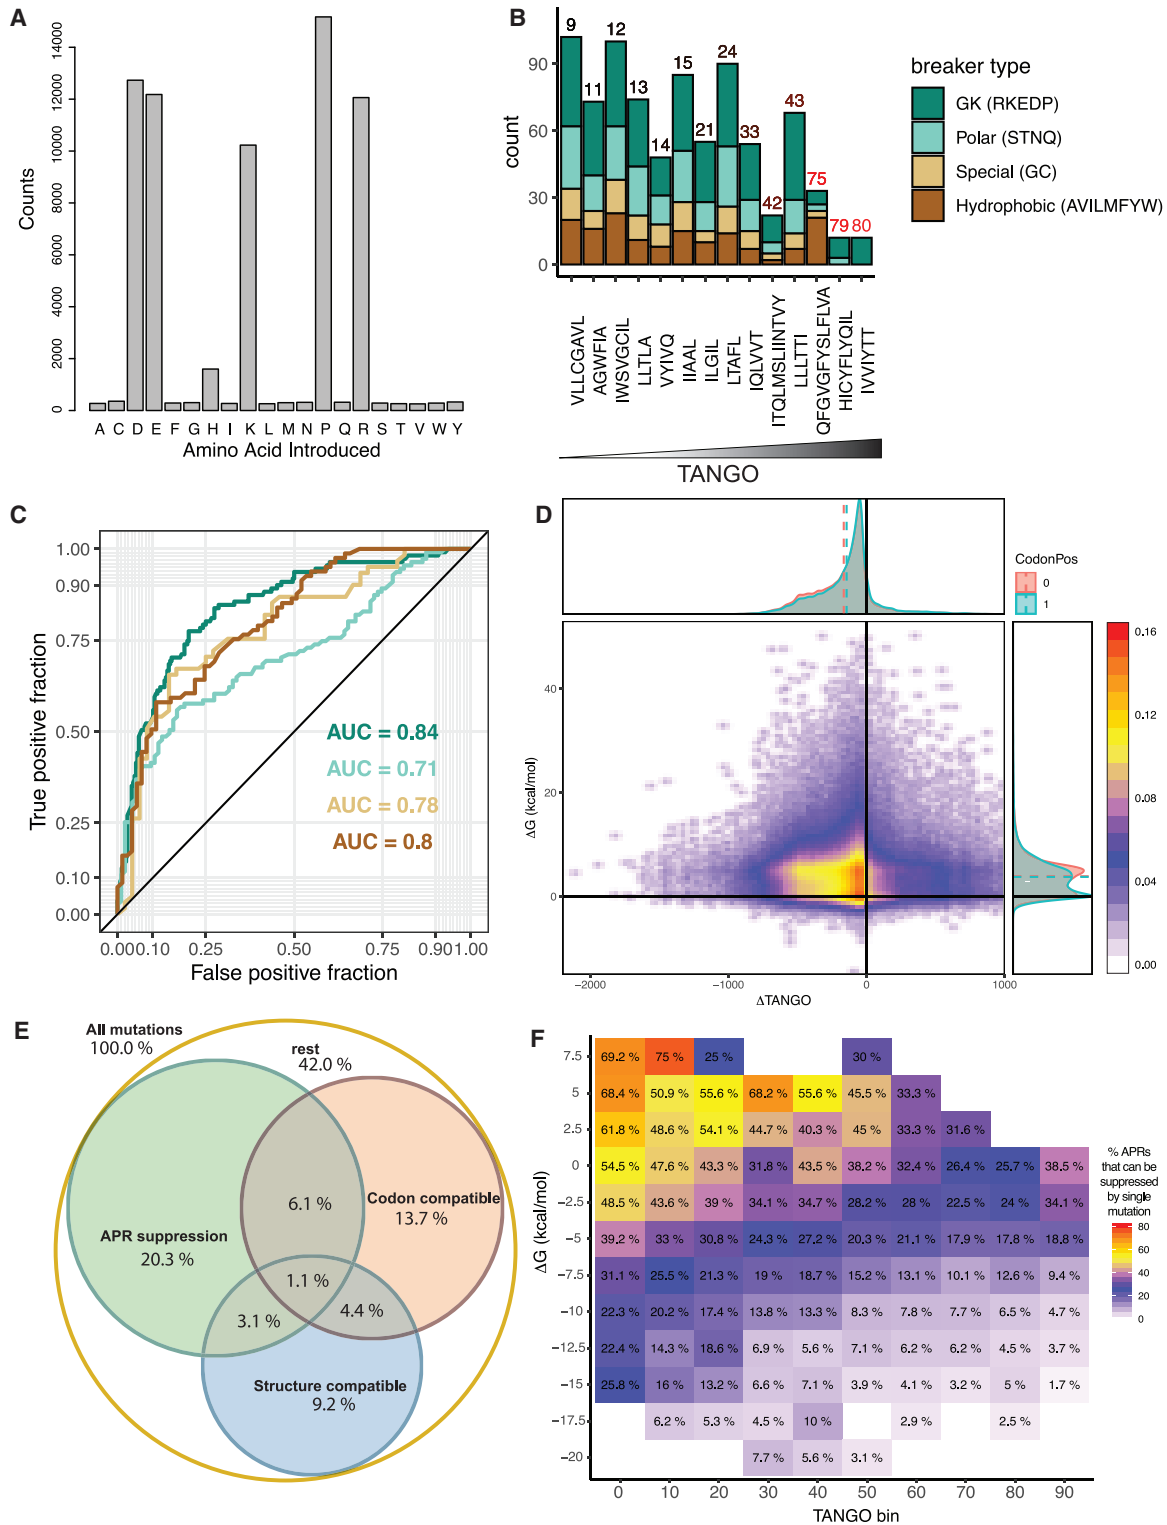 A
Counts
14000
12000
10000
8000
6000
4000
2000
0
A C D E F G H I K L M N P Q R S T V W Y
Amino Acid Introduced
B
count
90
60
30
0
9
11
12
13
14
15
21
24
33
42
43
75
79
80
VLLCGAVL
AGWFIA
IWSVGCIL
LLTLA
VYIVQ
IIAAL
ILGIL
LTAFL
IQLVVT
ITQLMSLIINTVY
LLLTTI
QFGVGFYSLFLVA
HICYFLYQIL
IVVIYTT
TANGO
breaker type
GK (RKEDP)
Polar (STNQ)
Special (GC)
Hydrophobic (AVILMFYW)
C
True positive fraction
1.00
0.90
0.75
0.50
0.25
0.10
0.00
AUC = 0.84
AUC = 0.71
AUC = 0.78
AUC = 0.8
0.00 0.10 0.25 0.50 0.75 0.90 1.00
False positive fraction
D
CodonPos
0
1
ΔG (kcal/mol)
40
20
0
−2000 −1000 0 1000
ΔTANGO
0.16
0.12
0.08
0.04
0.00
E
All mutations
100.0 %
rest
42.0 %
6.1 %
Codon compatible
13.7 %
APR suppression
20.3 %
1.1 %
3.1 %
4.4 %
Structure compatible
9.2 %
F
ΔG (kcal/mol)
7.5 69.2 % 75 % 25 % 30 %
5 68.4 % 50.9 % 55.6 % 68.2 % 55.6 % 45.5 % 33.3 %
2.5 61.8 % 48.6 % 54.1 % 44.7 % 40.3 % 45 % 33.3 % 31.6 %
0 54.5 % 47.6 % 43.3 % 31.8 % 43.5 % 38.2 % 32.4 % 26.4 % 25.7 % 38.5 %
−2.5 48.5 % 43.6 % 39 % 34.1 % 34.7 % 28.2 % 28 % 22.5 % 24 % 34.1 %
−5 39.2 % 33 % 30.8 % 24.3 % 27.2 % 20.3 % 21.1 % 17.9 % 17.8 % 18.8 %
−7.5 31.1 % 25.5 % 21.3 % 19 % 18.7 % 15.2 % 13.1 % 10.1 % 12.6 % 9.4 %
−10 22.3 % 20.2 % 17.4 % 13.8 % 13.3 % 8.3 % 7.8 % 7.7 % 6.5 % 4.7 %
−12.5 22.4 % 14.3 % 18.6 % 6.9 % 5.6 % 7.1 % 6.2 % 6.2 % 4.5 % 3.7 %
−15 25.8 % 16 % 13.2 % 6.6 % 7.1 % 3.9 % 4.1 % 3.2 % 5 % 1.7 %
−17.5 6.2 % 5.3 % 4.5 % 10 % 2.9 % 2.5 %
−20 7.7 % 5.6 % 3.1 %
0 10 20 30 40 50 60 70 80 90
TANGO bin
% APRs
that can be
suppressed
by single
mutation
80
60
40
20
0